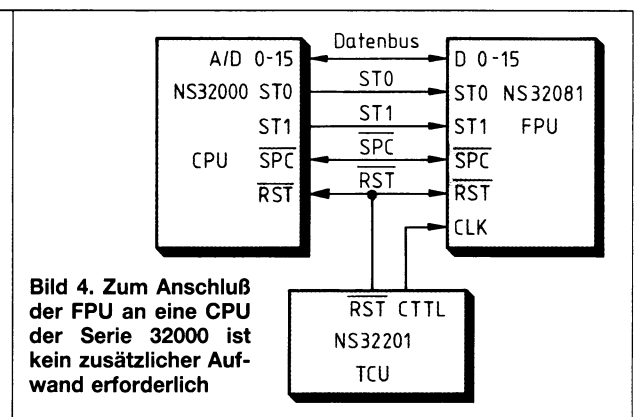 Datenbus
A/D 0-15
D 0-15
ST0
NS32000 ST0
ST0 NS32081
ST1
ST1
ST1
FPU
SPC
CPU
SPC
SPC
RST
RST
RST
CLK
Bild 4. Zum Anschluß
der FPU an eine CPU
der Serie 32000 ist
kein zusätzlicher Auf-
wand erforderlich
RST CTTL
NS32201
TCU